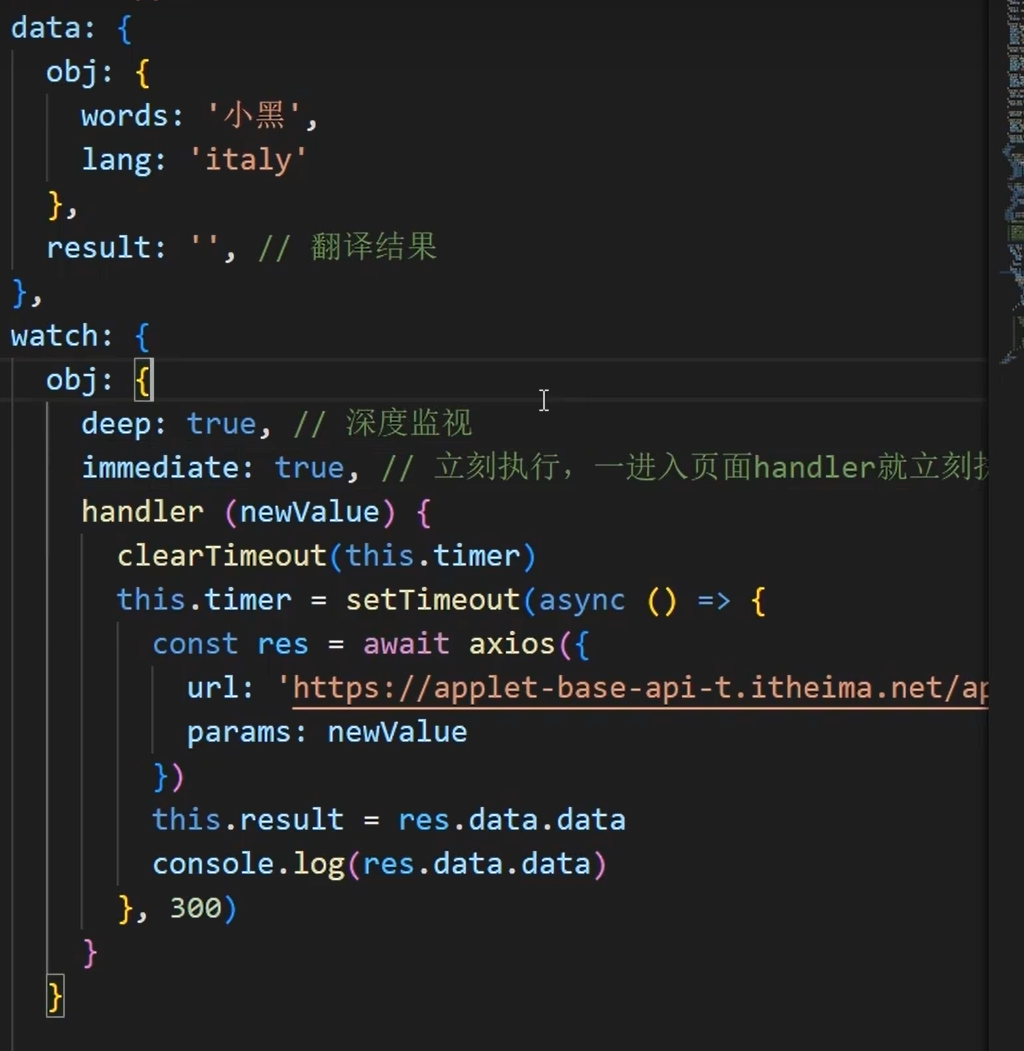 data: {
  obj: {
    words: '小黑',
    lang: 'italy'
  },
  result: '', // 翻译结果
},
watch: {
  obj: {
    deep: true, // 深度监视
    immediate: true, // 立刻执行，一进入页面handler就立刻执
    handler (newValue) {
      clearTimeout(this.timer)
      this.timer = setTimeout(async () => {
        const res = await axios({
          url: 'https://applet-base-api-t.itheima.net/ap
          params: newValue
        })
        this.result = res.data.data
        console.log(res.data.data)
      }, 300)
    }
  }